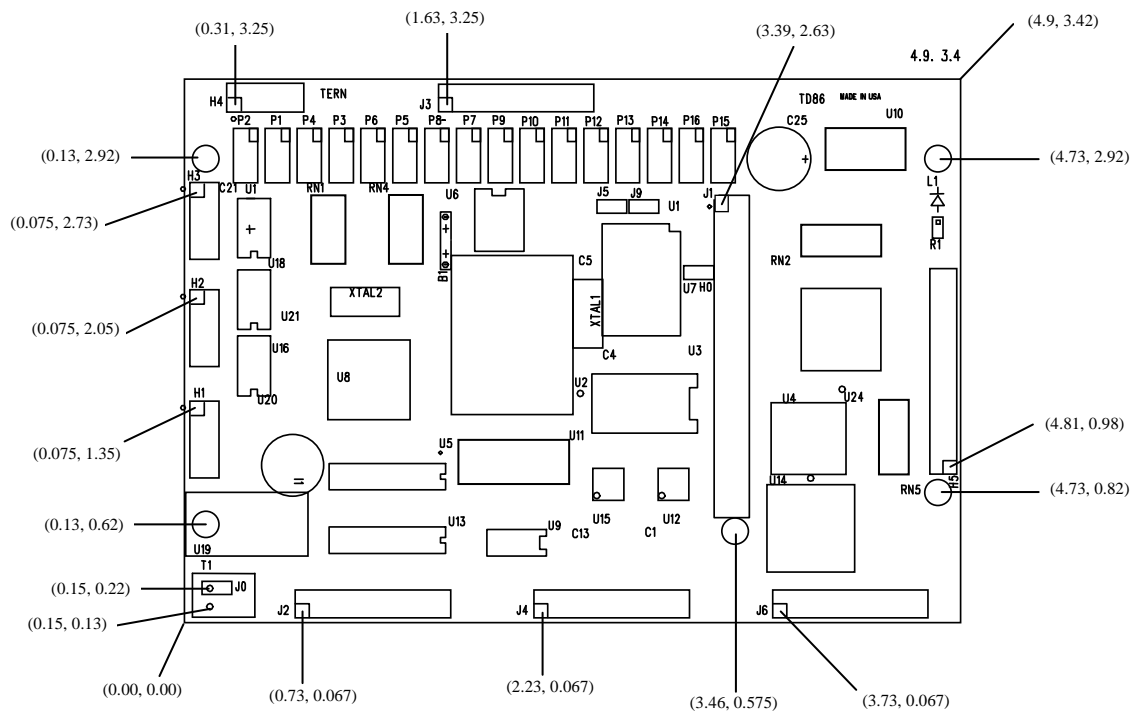 (1.63, 3.25)
(0.31, 3.25)
(3.39, 2.63)
(4.9, 3.42)
4.9. 3.4
H4
TERN
J3
TD86
MADE IN USA
U10
P2 P1 P4 P3 P6 P5 P8 P7 P9 P10 P11 P12 P13 P14 P16 P15
C25
(0.13, 2.92)
(4.73, 2.92)
H3
C21
U1
RN1
RN4
U6
J5
J9
U1
J1
L1
(0.075, 2.73)
R1
U18
B1
C5
U7
H0
RN2
H2
XTAL2
XTAL1
(0.075, 2.05)
U21
U16
C4
U3
U8
U2
H1
U20
U4
U24
(4.81, 0.98)
(0.075, 1.35)
U5
U11
U14
RN5
H5
(4.73, 0.82)
(0.13, 0.62)
U19
U13
U9
C13
U15
C1
U12
T1
(0.15, 0.22)
J0
J2
J4
J6
(0.15, 0.13)
(0.00, 0.00)
(0.73, 0.067)
(2.23, 0.067)
(3.46, 0.575)
(3.73, 0.067)